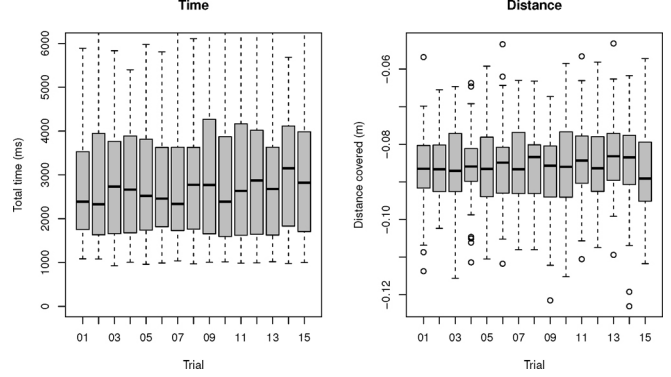 Time
Total time (ms)
6000
5000
4000
3000
2000
1000
0
01 03 05 07 09 11 13 15
Trial
Distance
Distance covered (m)
−0.06
−0.08
−0.10
−0.12
01 03 05 07 09 11 13 15
Trial